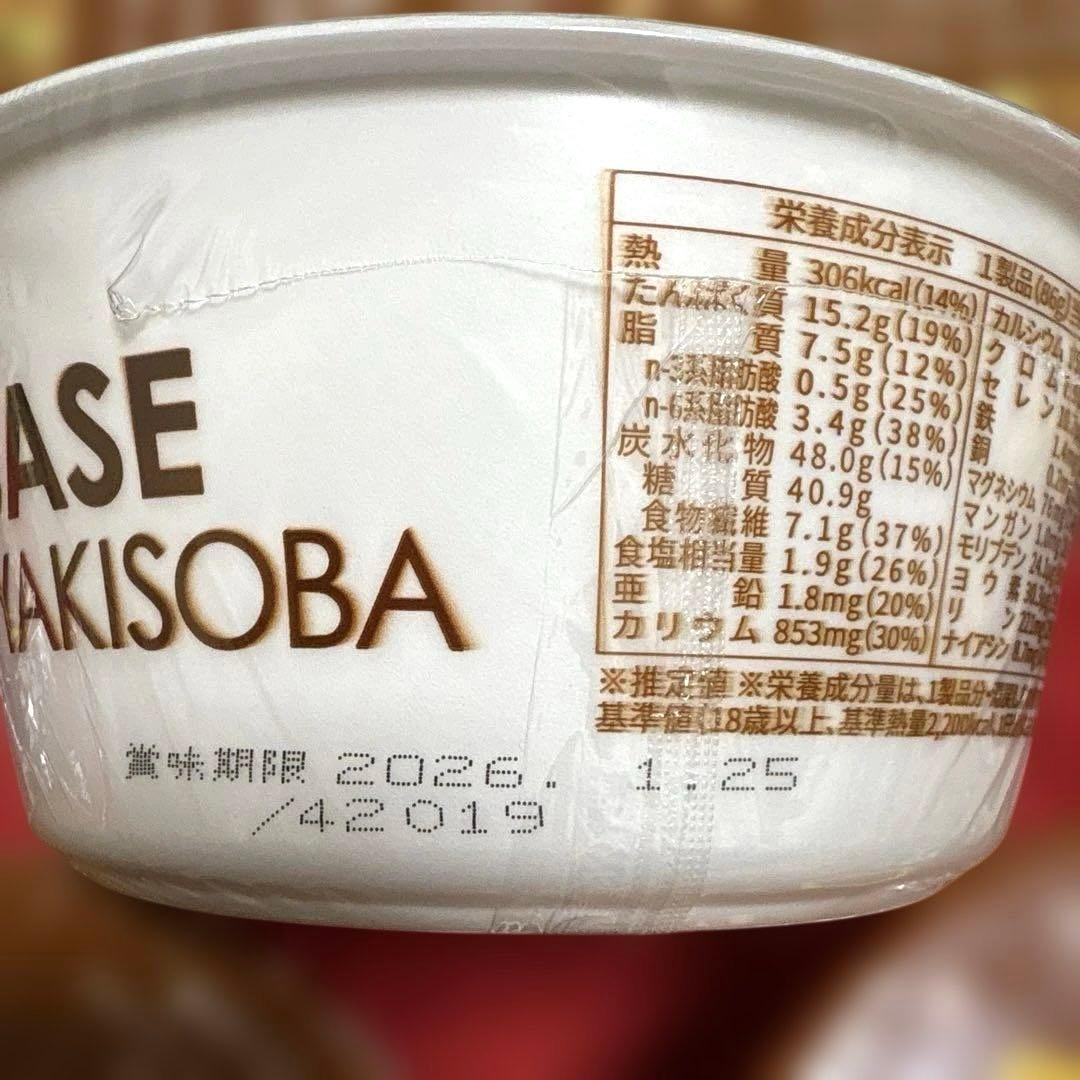 BASE
YAKISOBA
賞味期限 2026. 1.25
/42019
栄養成分表示 1製品(86g)
熱量 306kcal(14%)
たんぱく質 15.2g(19%)
脂質 7.5g(12%)
n-3系脂肪酸 0.5g(25%)
n-6系脂肪酸 3.4g(38%)
炭水化物 48.0g(15%)
糖質 40.9g
食物繊維 7.1g(37%)
食塩相当量 1.9g(26%)
亜鉛 1.8mg(20%)
カリウム 853mg(30%)
カルシウム
クロム
セレン
鉄
銅
マグネシウム
マンガン
モリブデン
ヨウ素
リン
ナイアシン
※推定値 ※栄養成分量は、1製品分
基準値(18歳以上、基準熱量2,200kcal)